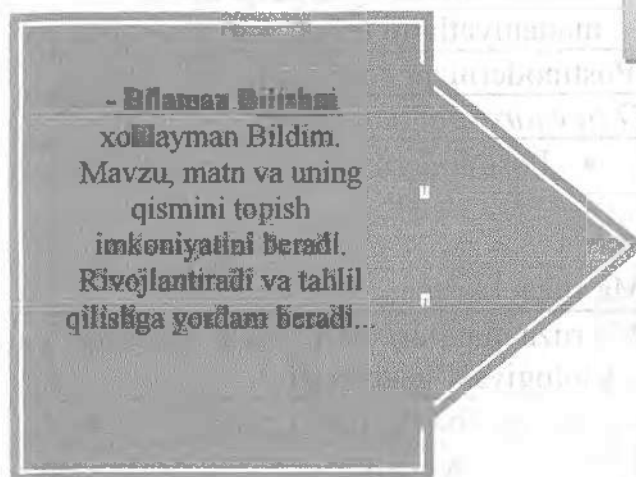 - Bilaman Bilishni
xohlayman Bildim.
Mavzu, matn va uning
qismini topish
imkoniyatini beradi.
Rivojlantiradi va tahlil
qilishga yordam beradi...